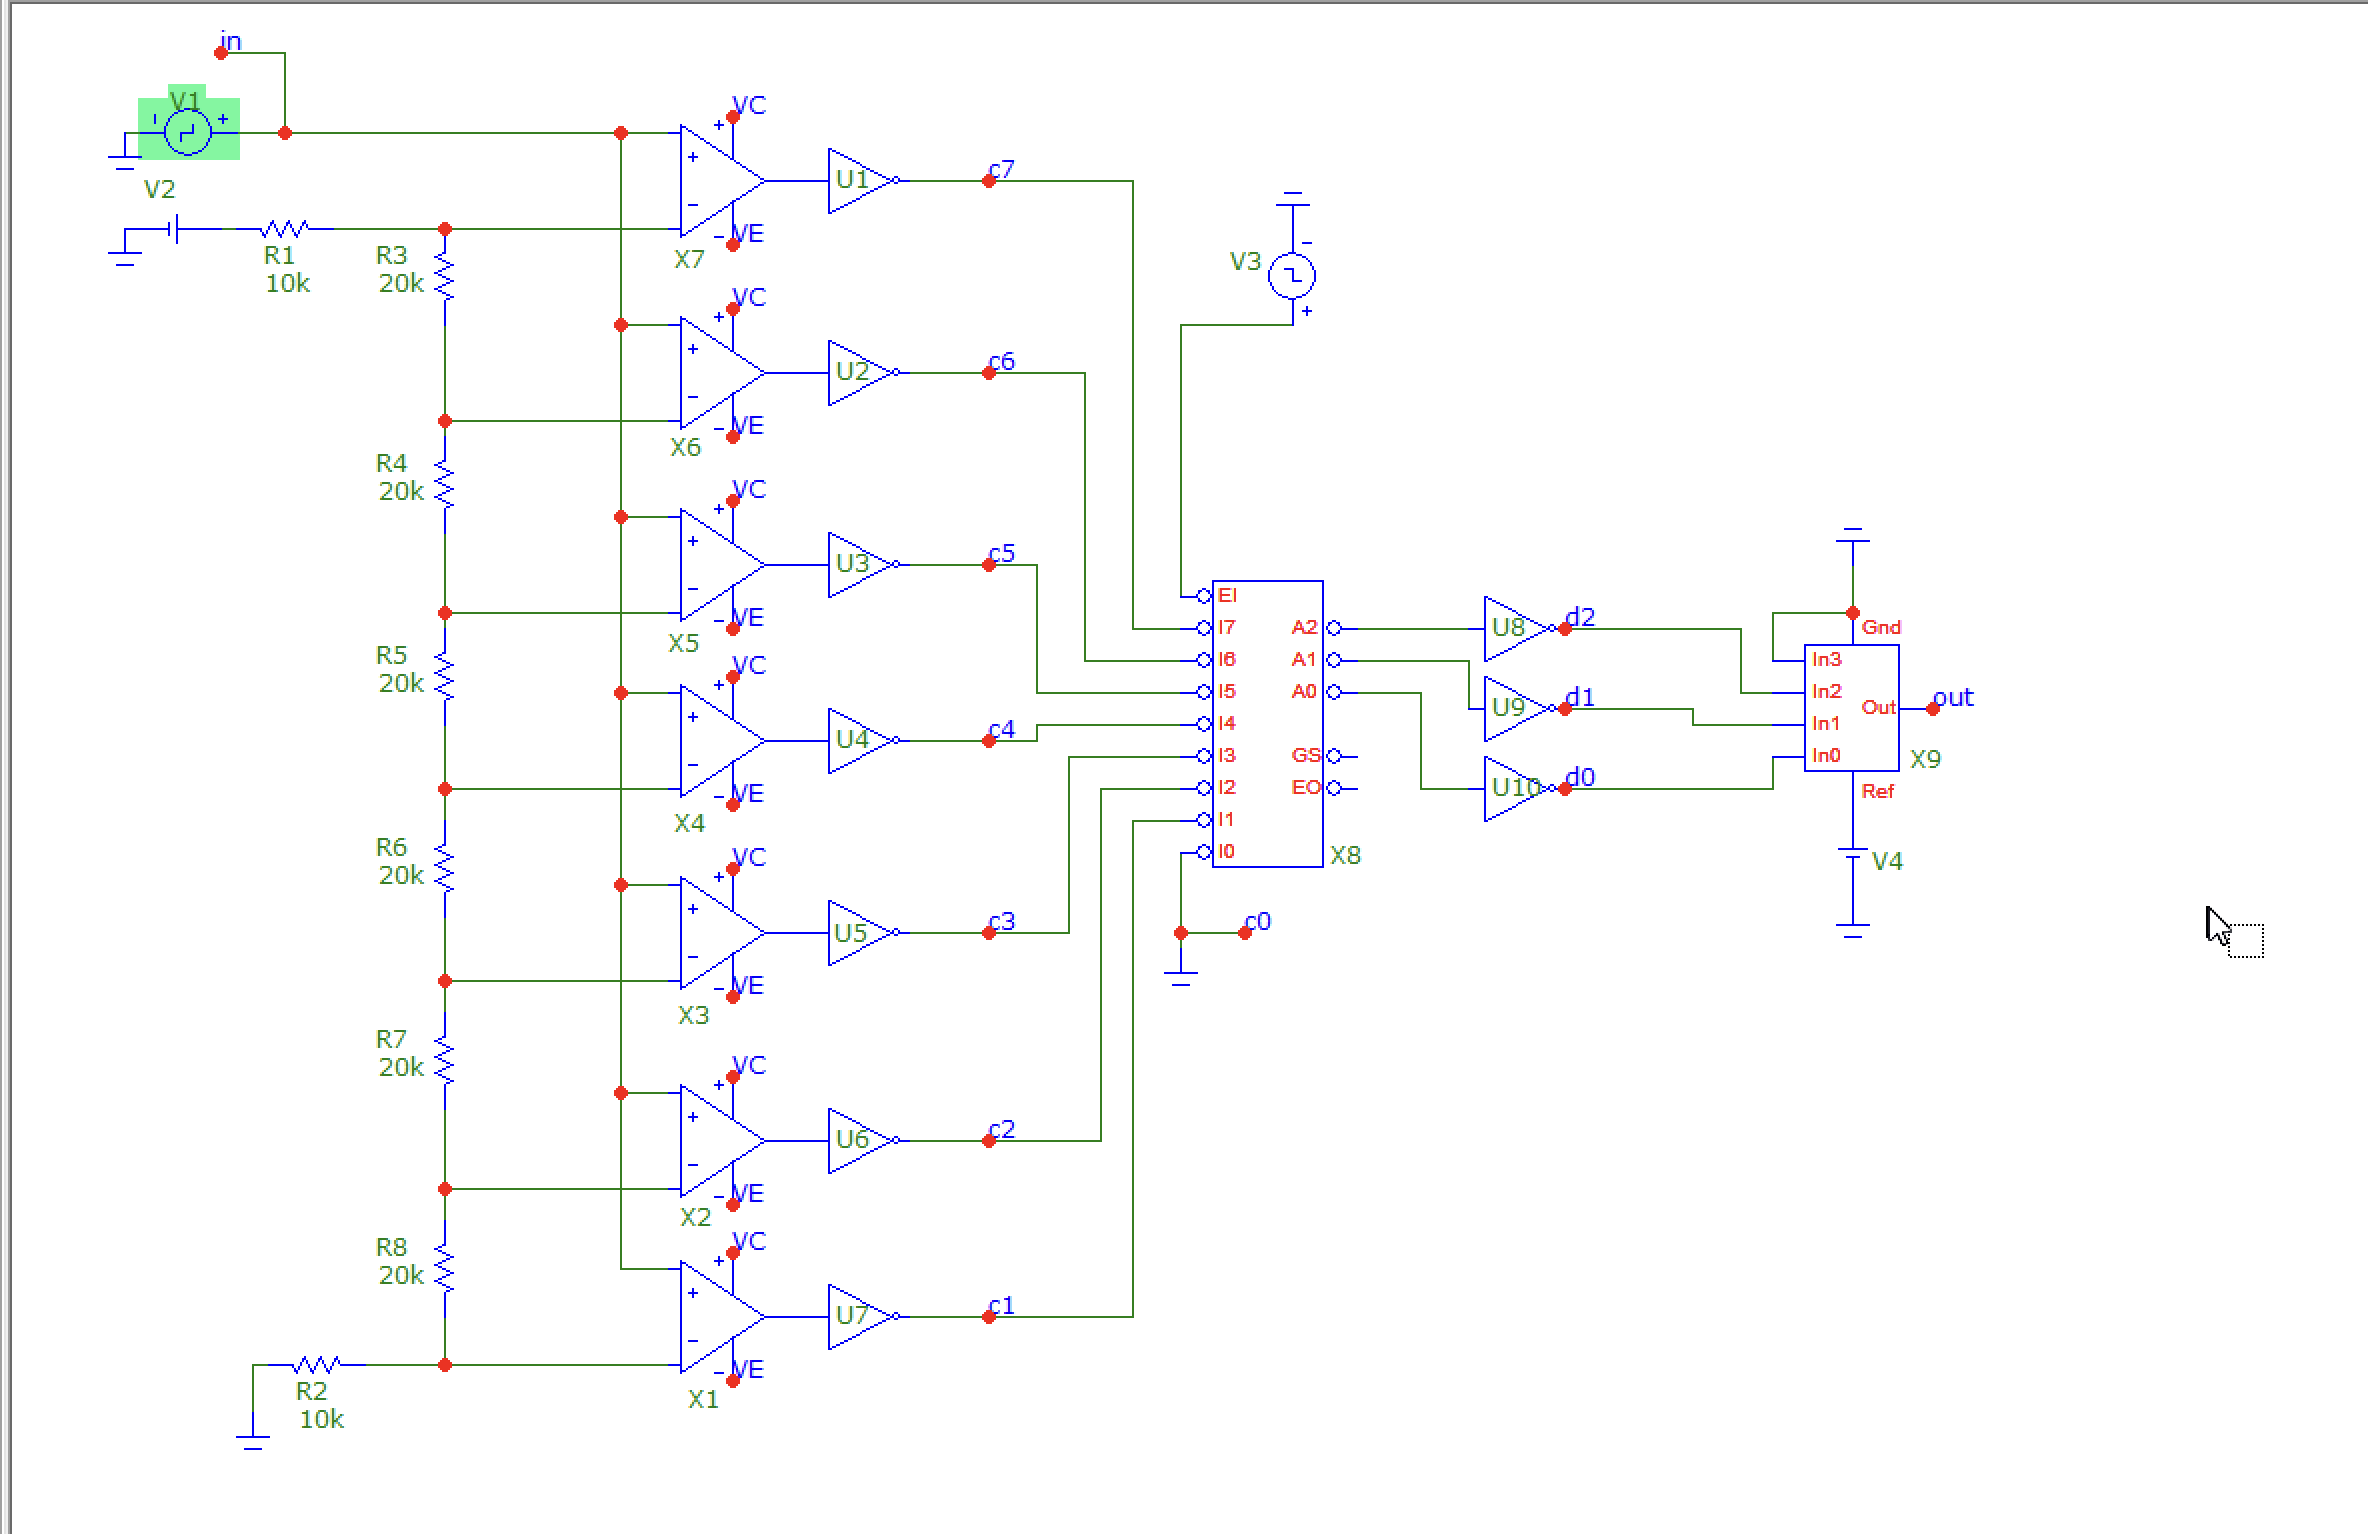 in
V1
- +
V2
R1
10k
R3
20k
R4
20k
R5
20k
R6
20k
R7
20k
R8
20k
R2
10k
+ VC
+
-
- VE
X7
U1
c7
+ VC
+
-
- VE
X6
U2
c6
+ VC
+
-
- VE
X5
U3
c5
+ VC
+
-
- VE
X4
U4
c4
+ VC
+
-
- VE
X3
U5
c3
+ VC
+
-
- VE
X2
U6
c2
+ VC
+
-
- VE
X1
U7
c1
-
V3
+
EI
I7 A2
I6 A1
I5 A0
I4
I3 GS
I2 EO
I1
I0
X8
c0
U8
d2
U9
d1
U10
d0
Gnd
In3
In2
Out
In1
In0
out
X9
Ref
V4